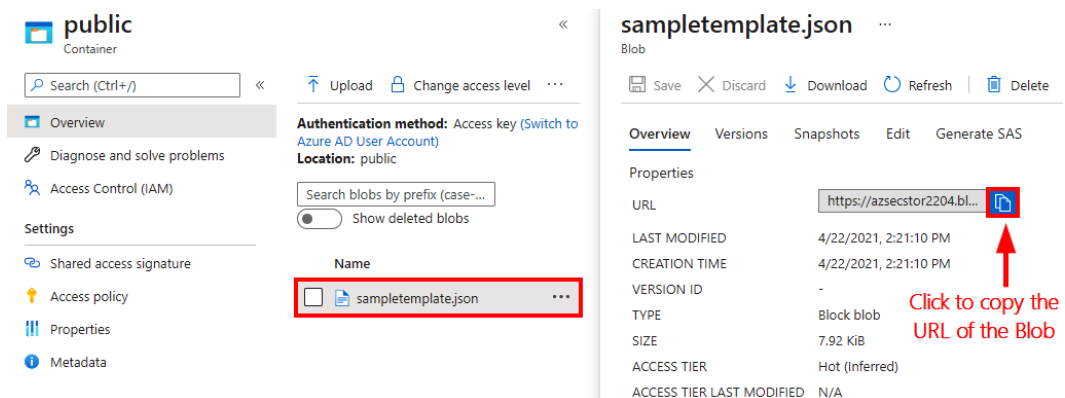 public
Container
«
Search (Ctrl+/)
«
Overview
Diagnose and solve problems
Access Control (IAM)
Settings
Shared access signature
Access policy
Properties
Metadata
Upload
Change access level
...
Authentication method: Access key (Switch to
Azure AD User Account)
Location: public
Search blobs by prefix (case-...
Show deleted blobs
Name
sampletemplate.json
...
sampletemplate.json
...
Blob
Save
Discard
Download
Refresh
Delete
Overview
Versions
Snapshots
Edit
Generate SAS
Properties
URL https://azsecstor2204.bl...
LAST MODIFIED 4/22/2021, 2:21:10 PM
CREATION TIME 4/22/2021, 2:21:10 PM
VERSION ID -
TYPE Block blob
SIZE 7.92 KiB
ACCESS TIER Hot (Inferred)
ACCESS TIER LAST MODIFIED N/A
Click to copy the
URL of the Blob